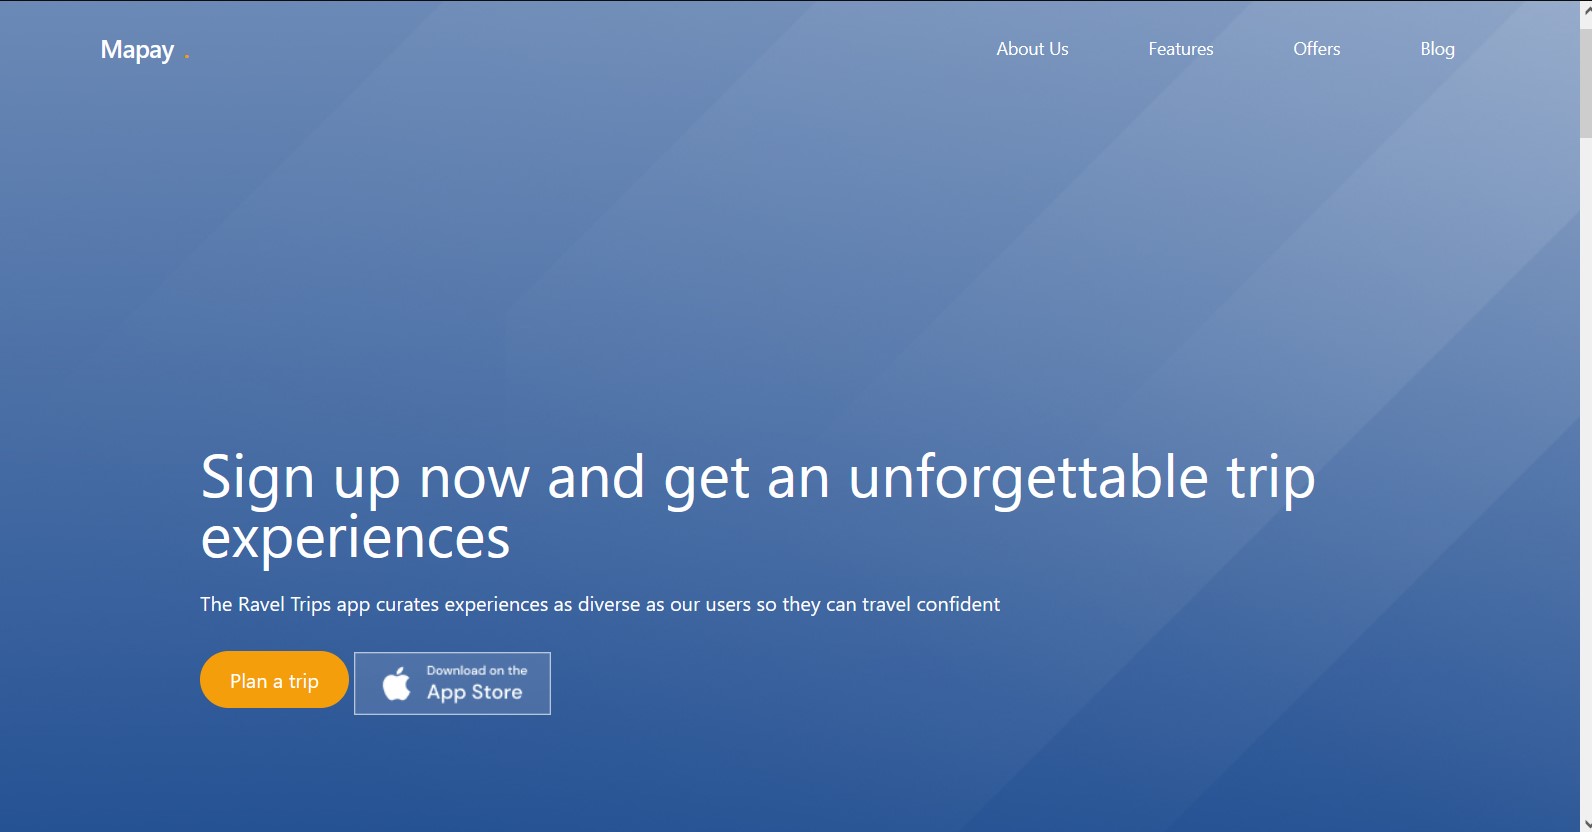 Mapay .
About Us Features Offers Blog
Sign up now and get an unforgettable trip
experiences
The Ravel Trips app curates experiences as diverse as our users so they can travel confident
Plan a trip
Download on the
App Store